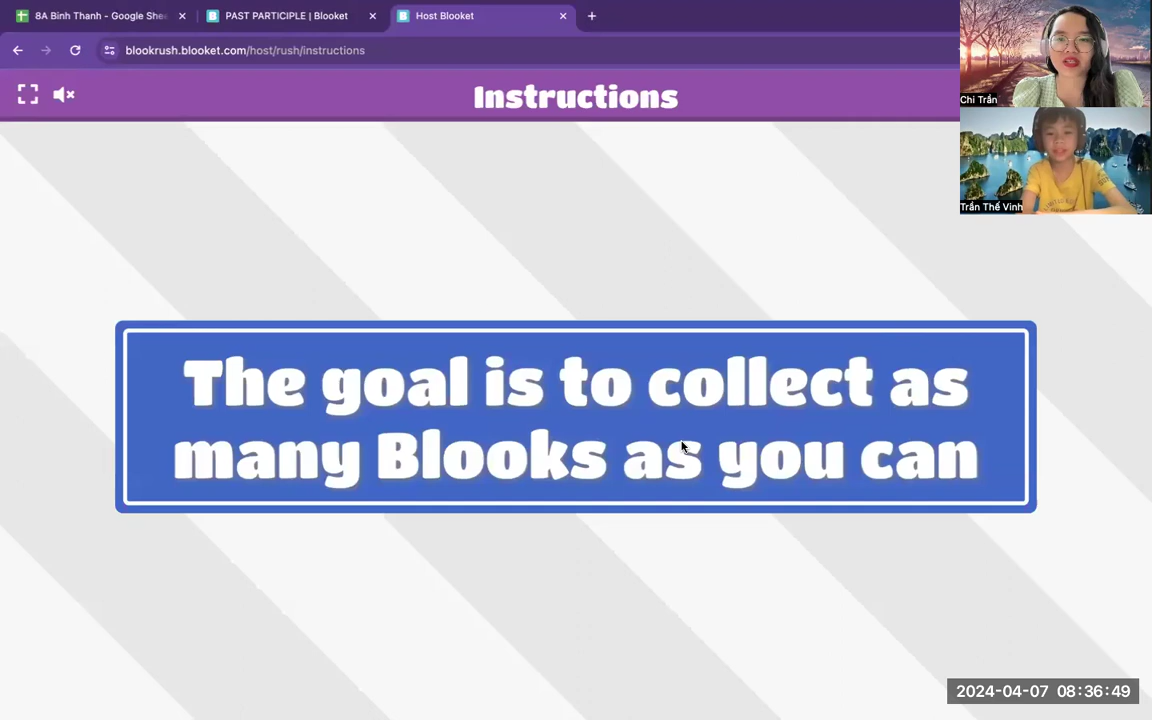 8A Binh Thanh - Google She
PAST PARTICIPLE | Blooket
Host Blooket
blookrush.blooket.com/host/rush/instructions
Instructions
Chi Trần
Trần Thế Vinh
The goal is to collect as
many Blooks as you can
2024-04-07 08:36:49